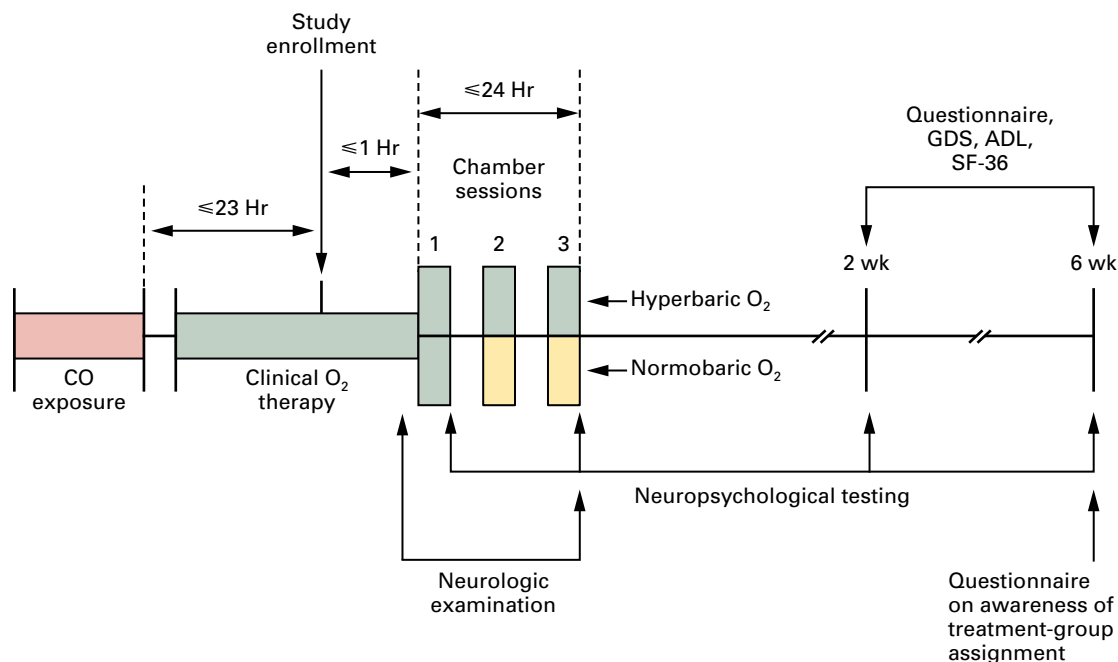 Study
enrollment
≤24 Hr
≤1 Hr
Chamber
sessions
Questionnaire,
GDS, ADL,
SF-36
≤23 Hr
1
2
3
2 wk
6 wk
Hyperbaric O₂
Normobaric O₂
CO
exposure
Clinical O₂
therapy
Neuropsychological testing
Neurologic
examination
Questionnaire
on awareness of
treatment-group
assignment